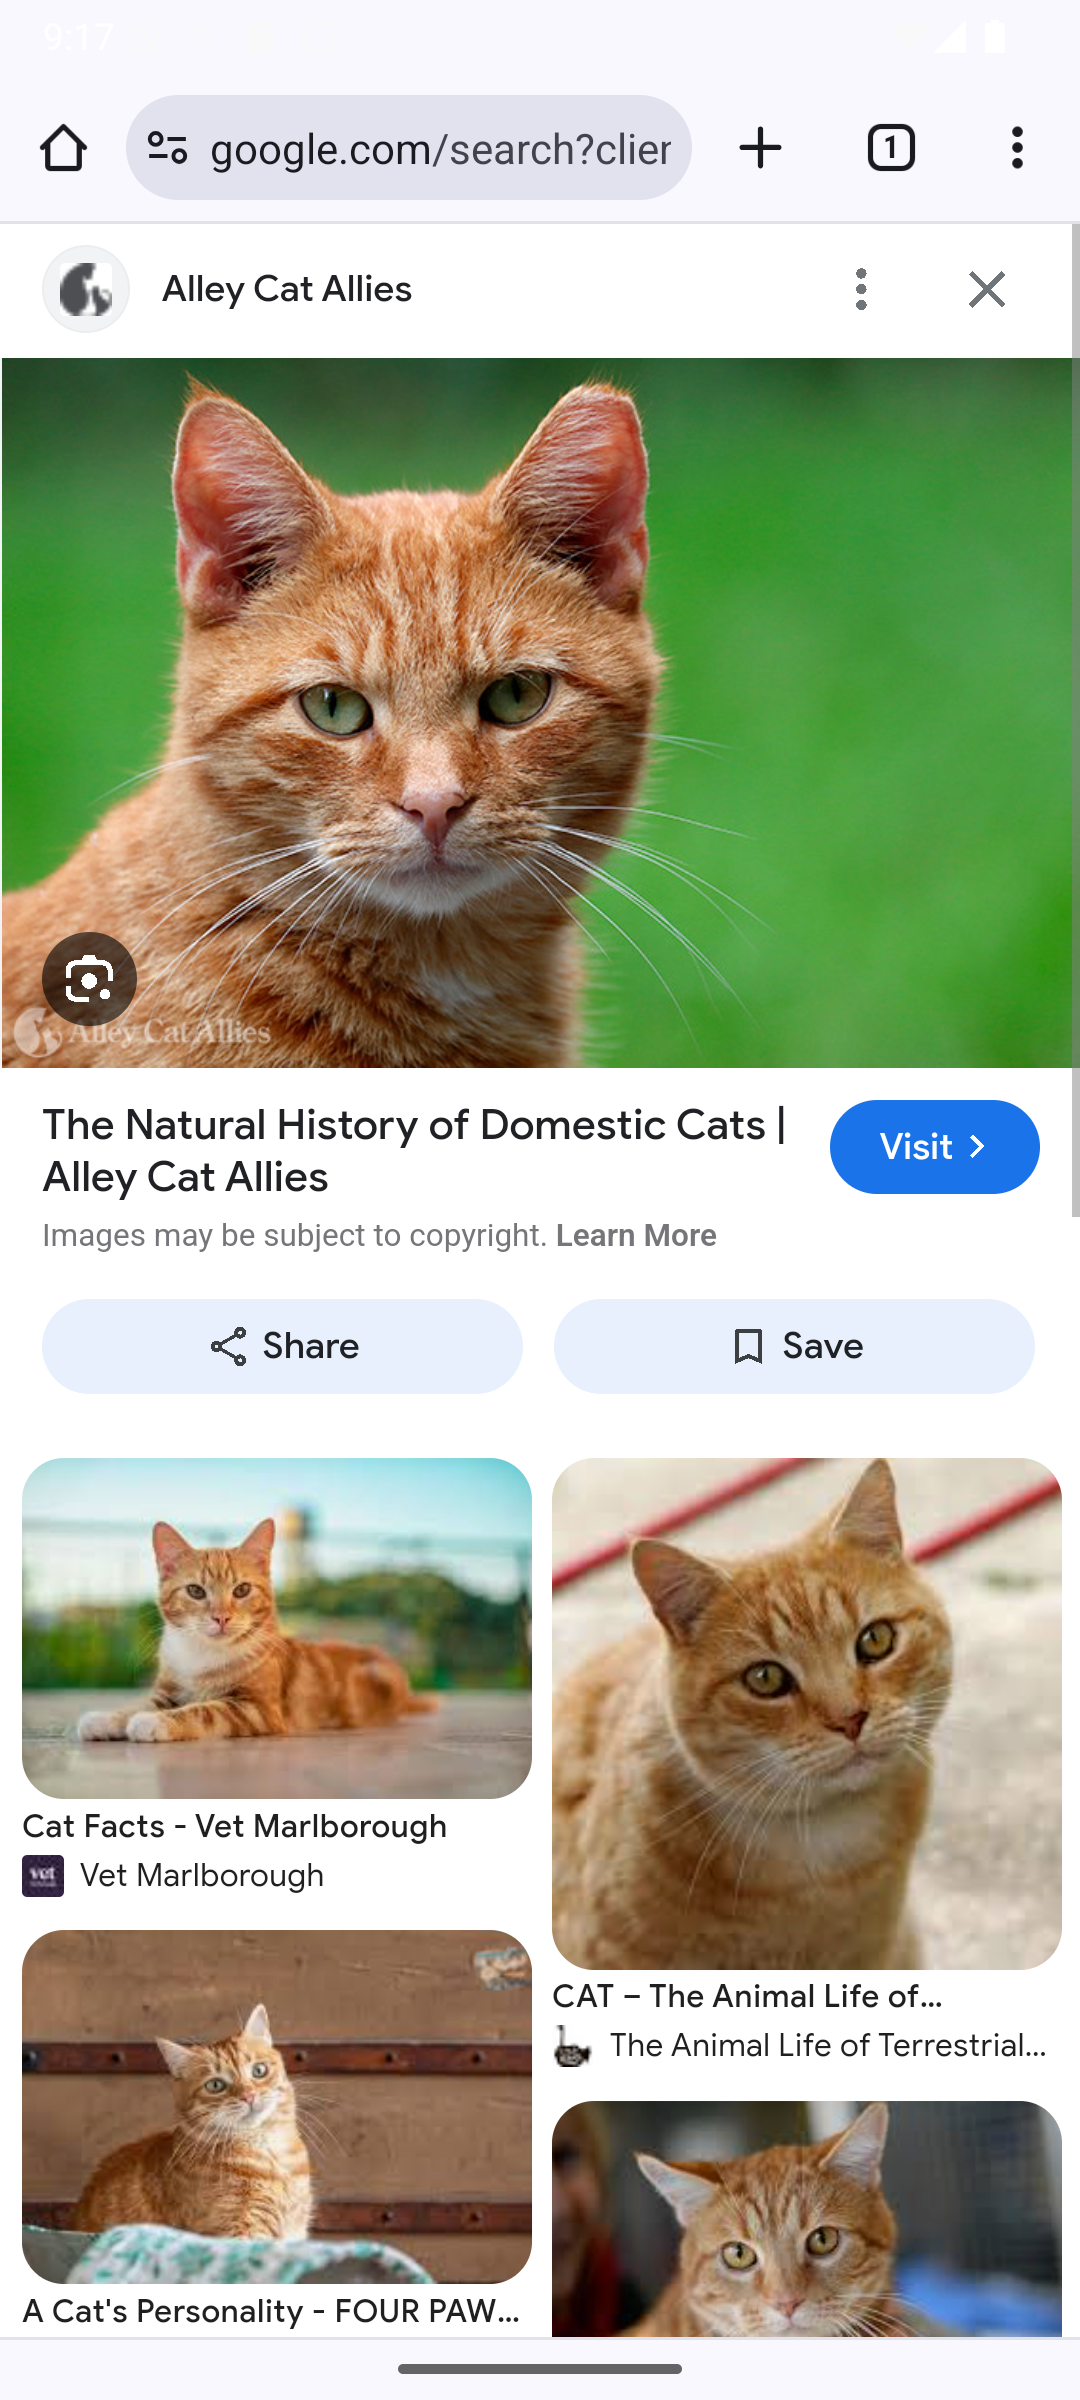 9:17
google.com/search?clier
1
Alley Cat Allies
Alley Cat Allies
The Natural History of Domestic Cats |
Alley Cat Allies
Visit
Images may be subject to copyright. Learn More
Share
Save
Cat Facts - Vet Marlborough
vet
Vet Marlborough
CAT – The Animal Life of...
The Animal Life of Terrestrial...
A Cat's Personality - FOUR PAW...